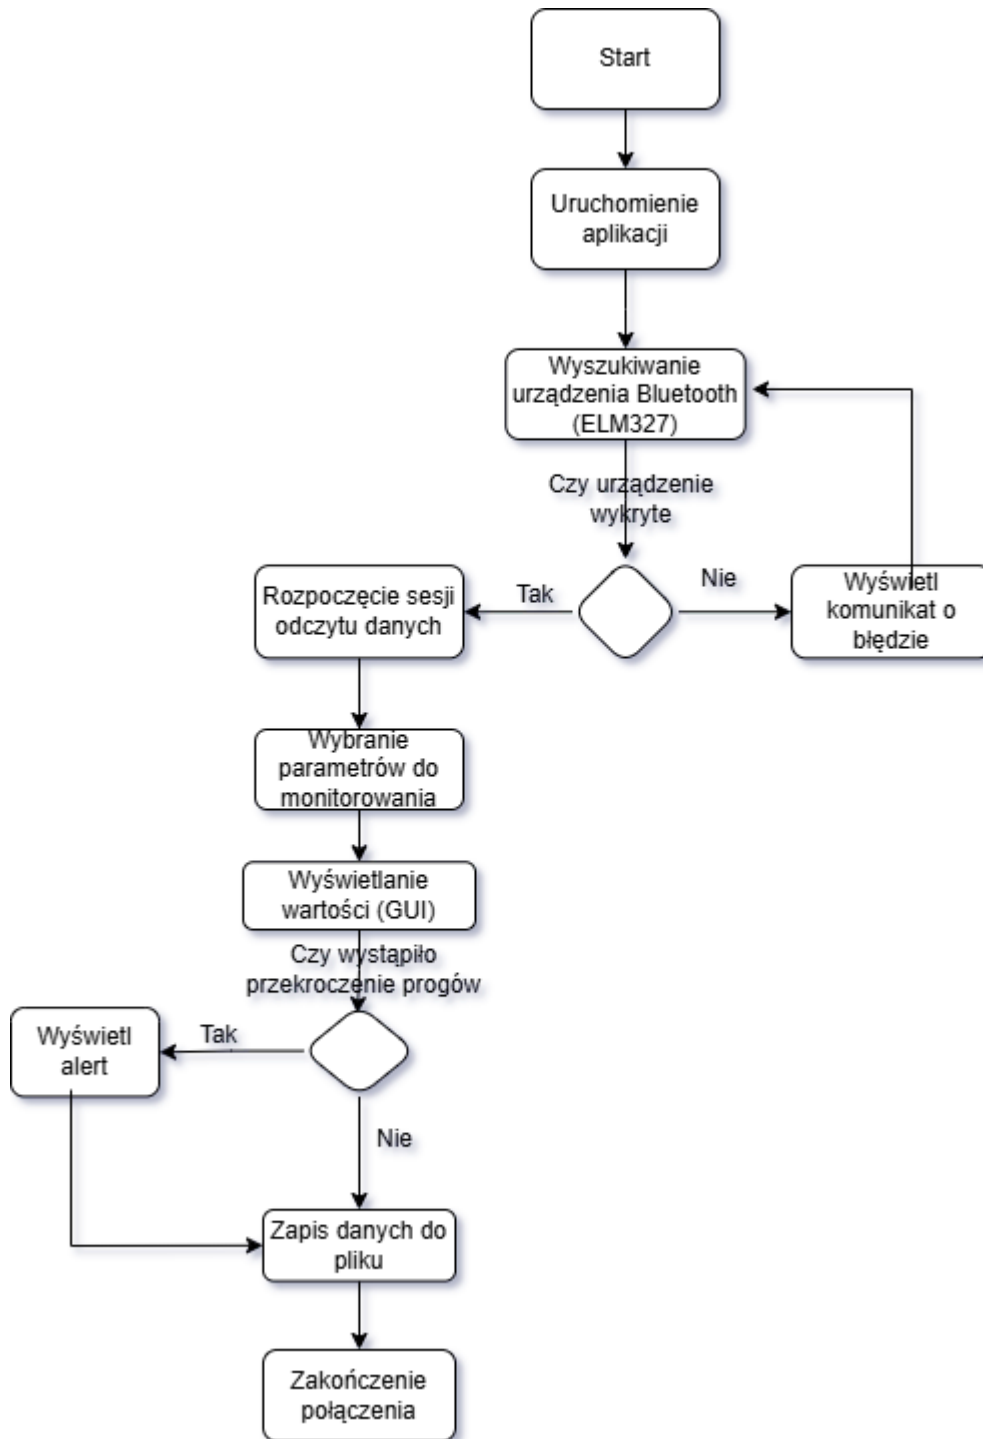 Start
Uruchomienie
aplikacji
Wyszukiwanie
urządzenia Bluetooth
(ELM327)
Czy urządzenie
wykryte
Tak
Nie
Rozpoczęcie sesji
odczytu danych
Wyświetl
komunikat o
błędzie
Wybranie
parametrów do
monitorowania
Wyświetlanie
wartości (GUI)
Czy wystąpiło
przekroczenie progów
Tak
Wyświetl
alert
Nie
Zapis danych do
pliku
Zakończenie
połączenia